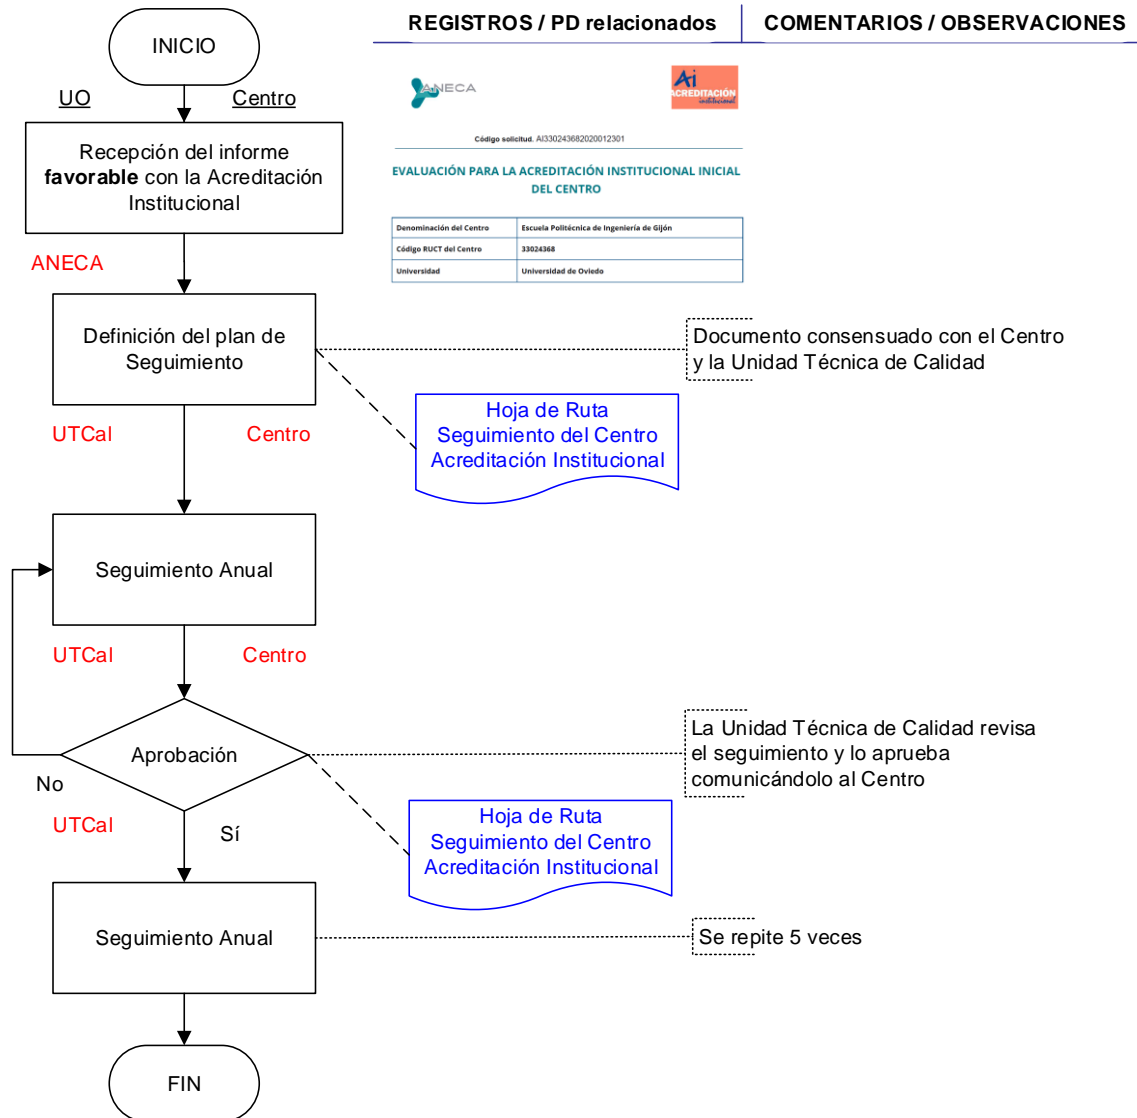 REGISTROS / PD relacionados
COMENTARIOS / OBSERVACIONES
INICIO
UO
Centro
Recepción del informe
favorable con la Acreditación
Institucional
ANECA
ANECA
Ai
ACREDITACIÓN
institucional
Código solicitud. AI330243682020012301
EVALUACIÓN PARA LA ACREDITACIÓN INSTITUCIONAL INICIAL
DEL CENTRO
Denominación del Centro
Escuela Politécnica de Ingeniería de Gijón
Código RUCT del Centro
33024368
Universidad
Universidad de Oviedo
Definición del plan de
Seguimiento
Documento consensuado con el Centro
y la Unidad Técnica de Calidad
Hoja de Ruta
Seguimiento del Centro
Acreditación Institucional
UTCal
Centro
Seguimiento Anual
UTCal
Centro
Aprobación
La Unidad Técnica de Calidad revisa
el seguimiento y lo aprueba
comunicándolo al Centro
No
UTCal
Sí
Hoja de Ruta
Seguimiento del Centro
Acreditación Institucional
Seguimiento Anual
Se repite 5 veces
FIN